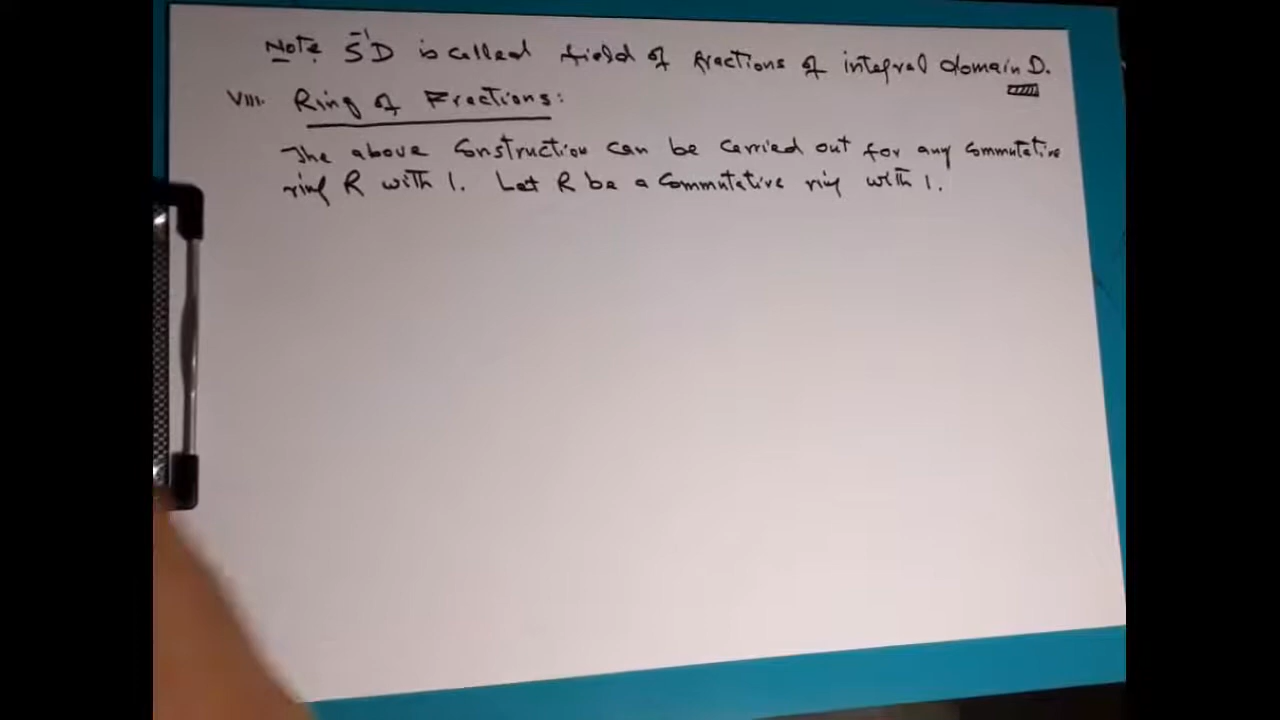 Note: S⁻¹D is called field of fractions of integral domain D.
VIII. Ring of Fractions:
The above Construction can be carried out for any Commutative
ring R with 1. Let R be a Commutative ring with 1.